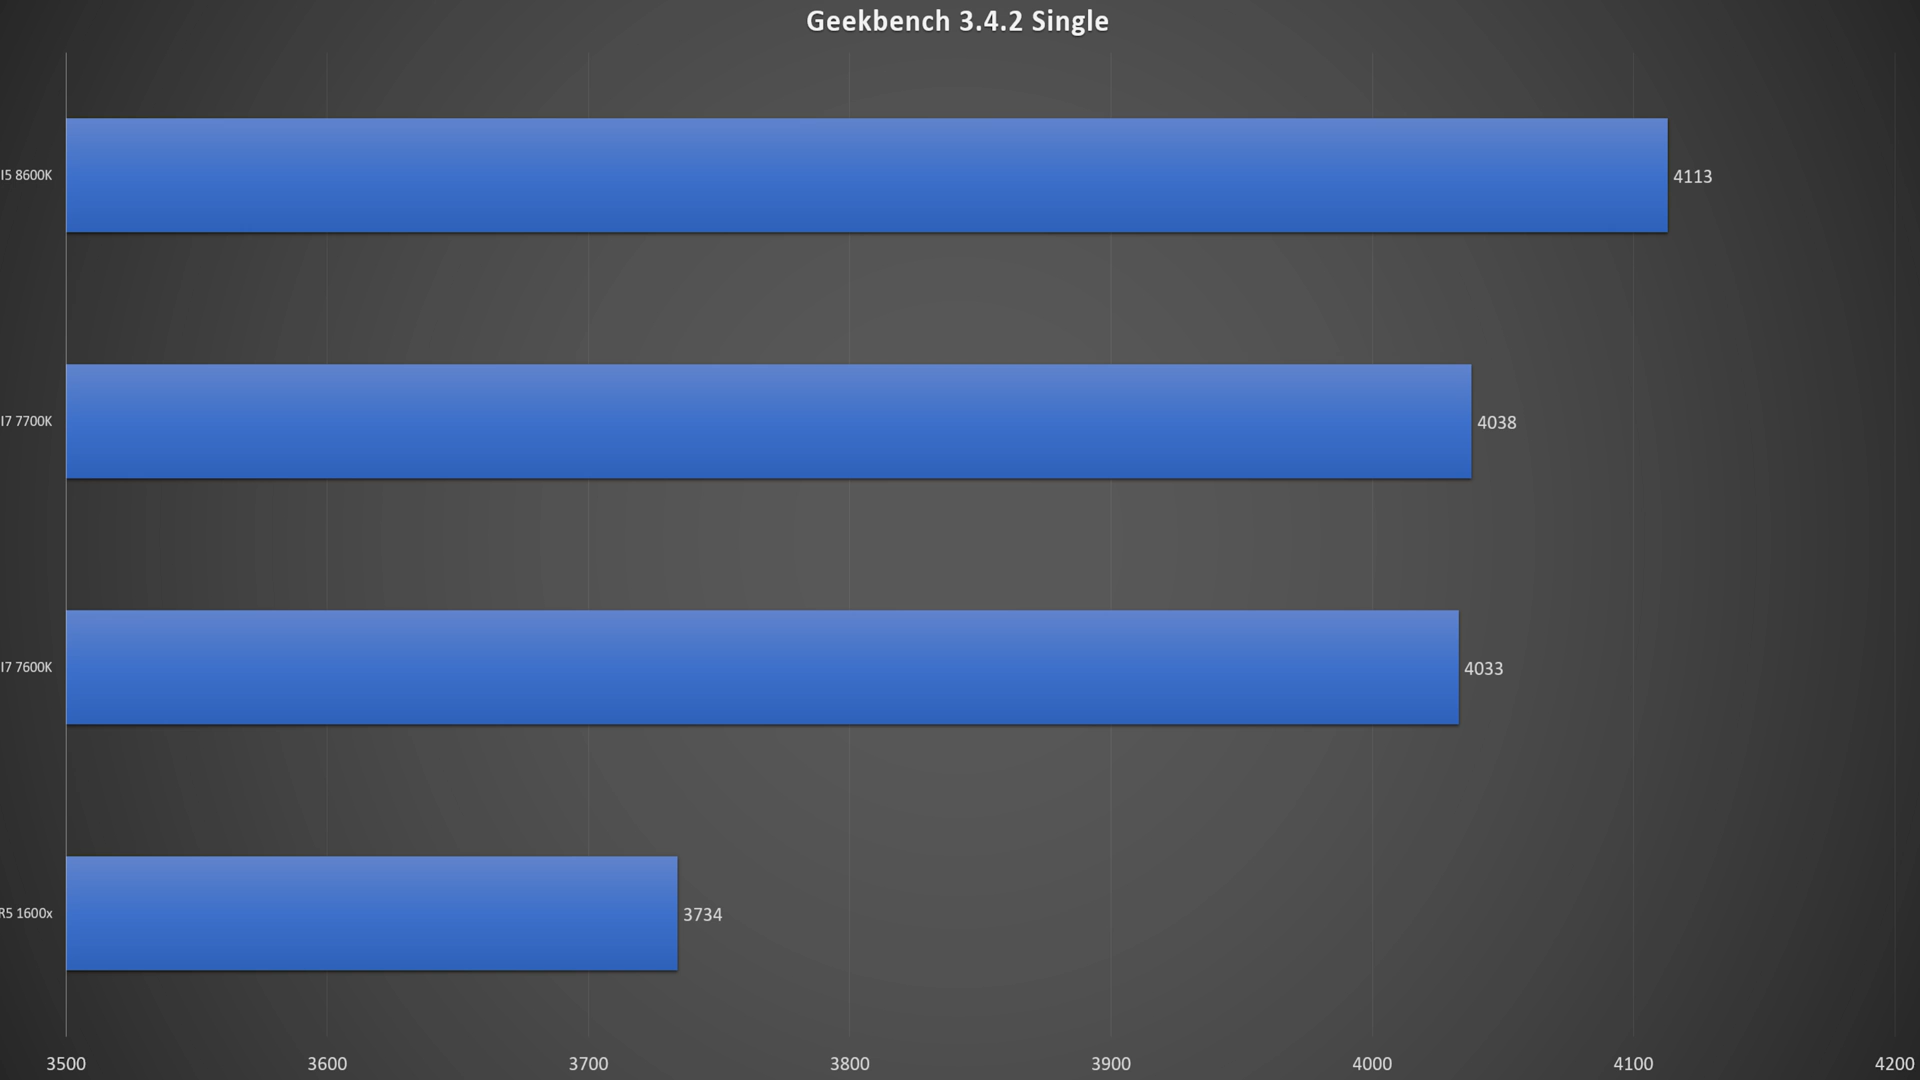 Geekbench 3.4.2 Single
I5 8600K
4113
I7 7700K
4038
I7 7600K
4033
R5 1600x
3734
3500 3600 3700 3800 3900 4000 4100 4200